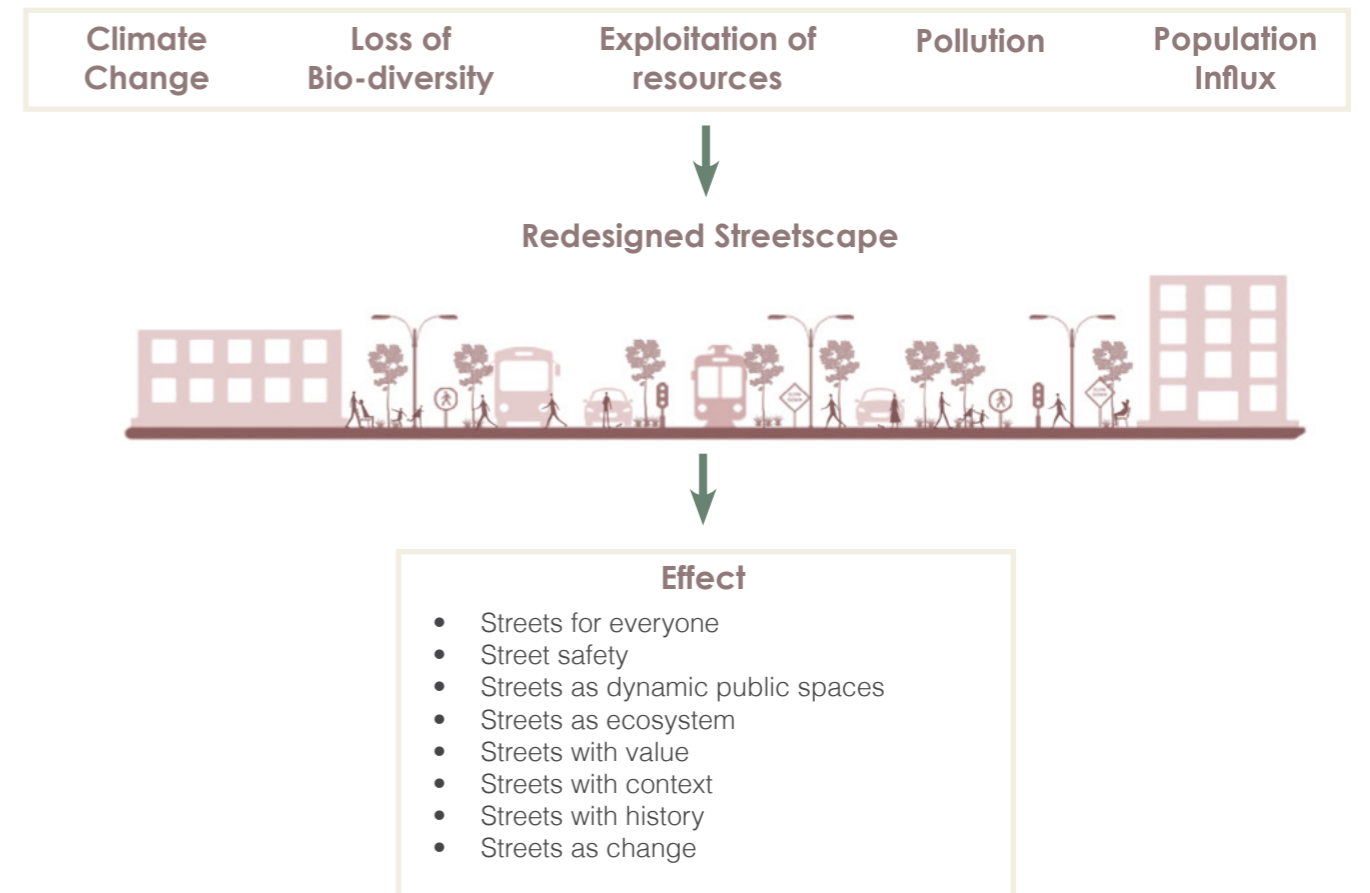 Climate Loss of Exploitation of Pollution Population
Change Bio-diversity resources Influx
Redesigned Streetscape
Effect
• Streets for everyone
• Street safety
• Streets as dynamic public spaces
• Streets as ecosystem
• Streets with value
• Streets with context
• Streets with history
• Streets as change